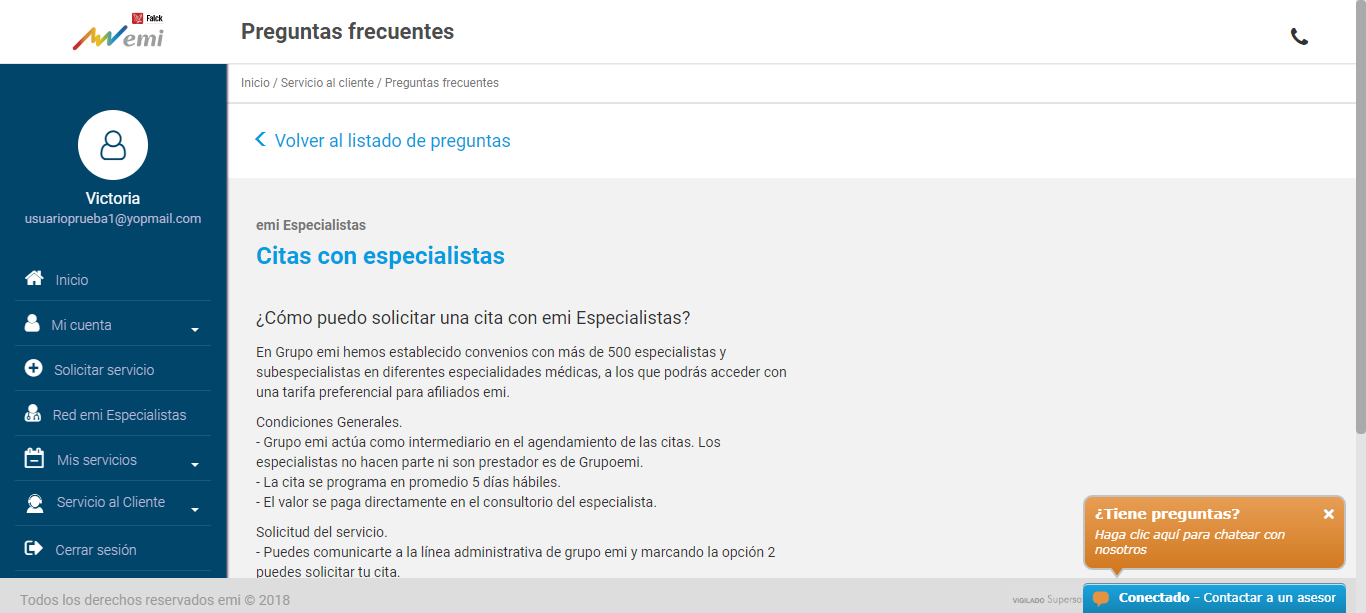 Falck
emi
Preguntas frecuentes
Inicio / Servicio al cliente / Preguntas frecuentes
Victoria
usuarioprueba1@yopmail.com
Inicio
Mi cuenta
Solicitar servicio
Red emi Especialistas
Mis servicios
Servicio al Cliente
Cerrar sesión
Volver al listado de preguntas
emi Especialistas
Citas con especialistas
¿Cómo puedo solicitar una cita con emi Especialistas?
En Grupo emi hemos establecido convenios con más de 500 especialistas y
subespecialistas en diferentes especialidades médicas, a los que podrás acceder con
una tarifa preferencial para afiliados emi.
Condiciones Generales.
- Grupo emi actúa como intermediario en el agendamiento de las citas. Los
especialistas no hacen parte ni son prestador es de Grupoemi.
- La cita se programa en promedio 5 días hábiles.
- El valor se paga directamente en el consultorio del especialista.
Solicitud del servicio.
- Puedes comunicarte a la línea administrativa de grupo emi y marcando la opción 2
puedes solicitar tu cita.
¿Tiene preguntas?
Haga clic aquí para chatear con
nosotros
Todos los derechos reservados emi © 2018
VIGILADO Superso
Conectado - Contactar a un asesor